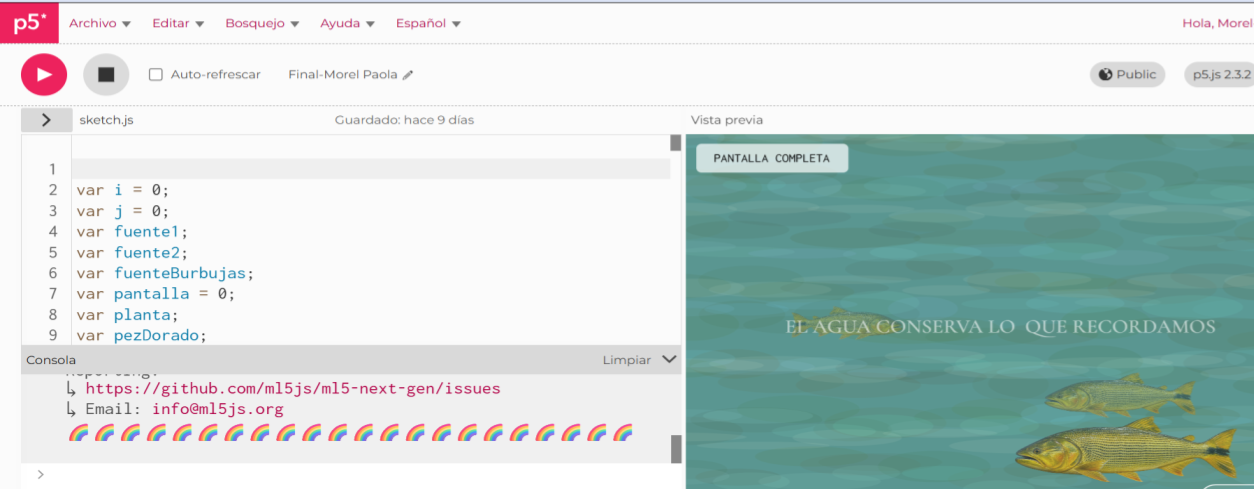 p5* Archivo Editar Bosquejo Ayuda Español Hola, Morel
Auto-refrescar Final-Morel Paola Public p5.js 2.3.2
sketch.js Guardado: hace 9 días Vista previa
PANTALLA COMPLETA
1
2 var i = 0;
3 var j = 0;
4 var fuente1;
5 var fuente2;
6 var fuenteBurbujas;
7 var pantalla = 0;
8 var planta;
9 var pezDorado;
EL AGUA CONSERVA LO QUE RECORDAMOS
Consola Limpiar
↳ https://github.com/ml5js/ml5-next-gen/issues
↳ Email: info@ml5js.org
>